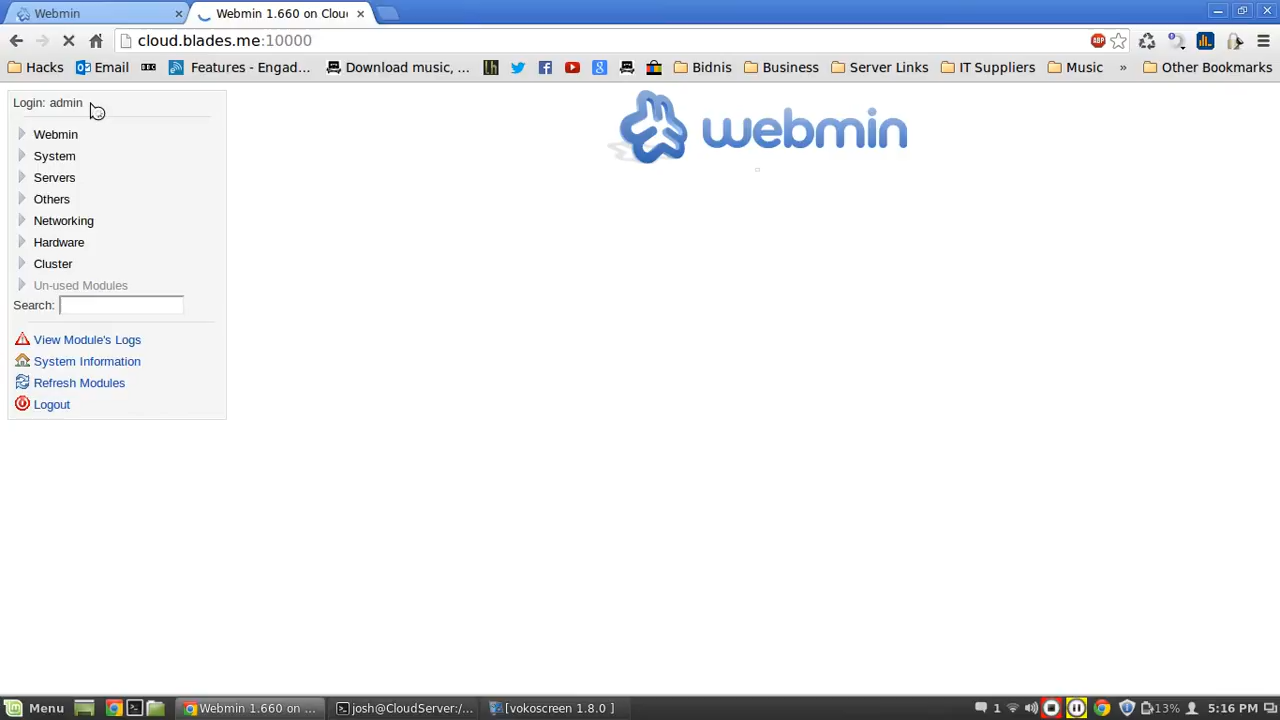 Webmin
Webmin 1.660 on Clou
cloud.blades.me:10000
Hacks
Email
Features - Engad...
Download music, ...
Bidnis
Business
Server Links
IT Suppliers
Music
»
Other Bookmarks
Login: admin
webmin
Webmin
System
Servers
Others
Networking
Hardware
Cluster
Un-used Modules
Search:
View Module's Logs
System Information
Refresh Modules
Logout
Menu
Webmin 1.660 on ...
josh@CloudServer:/...
[vokoscreen 1.8.0 ]
1
13%
5:16 PM